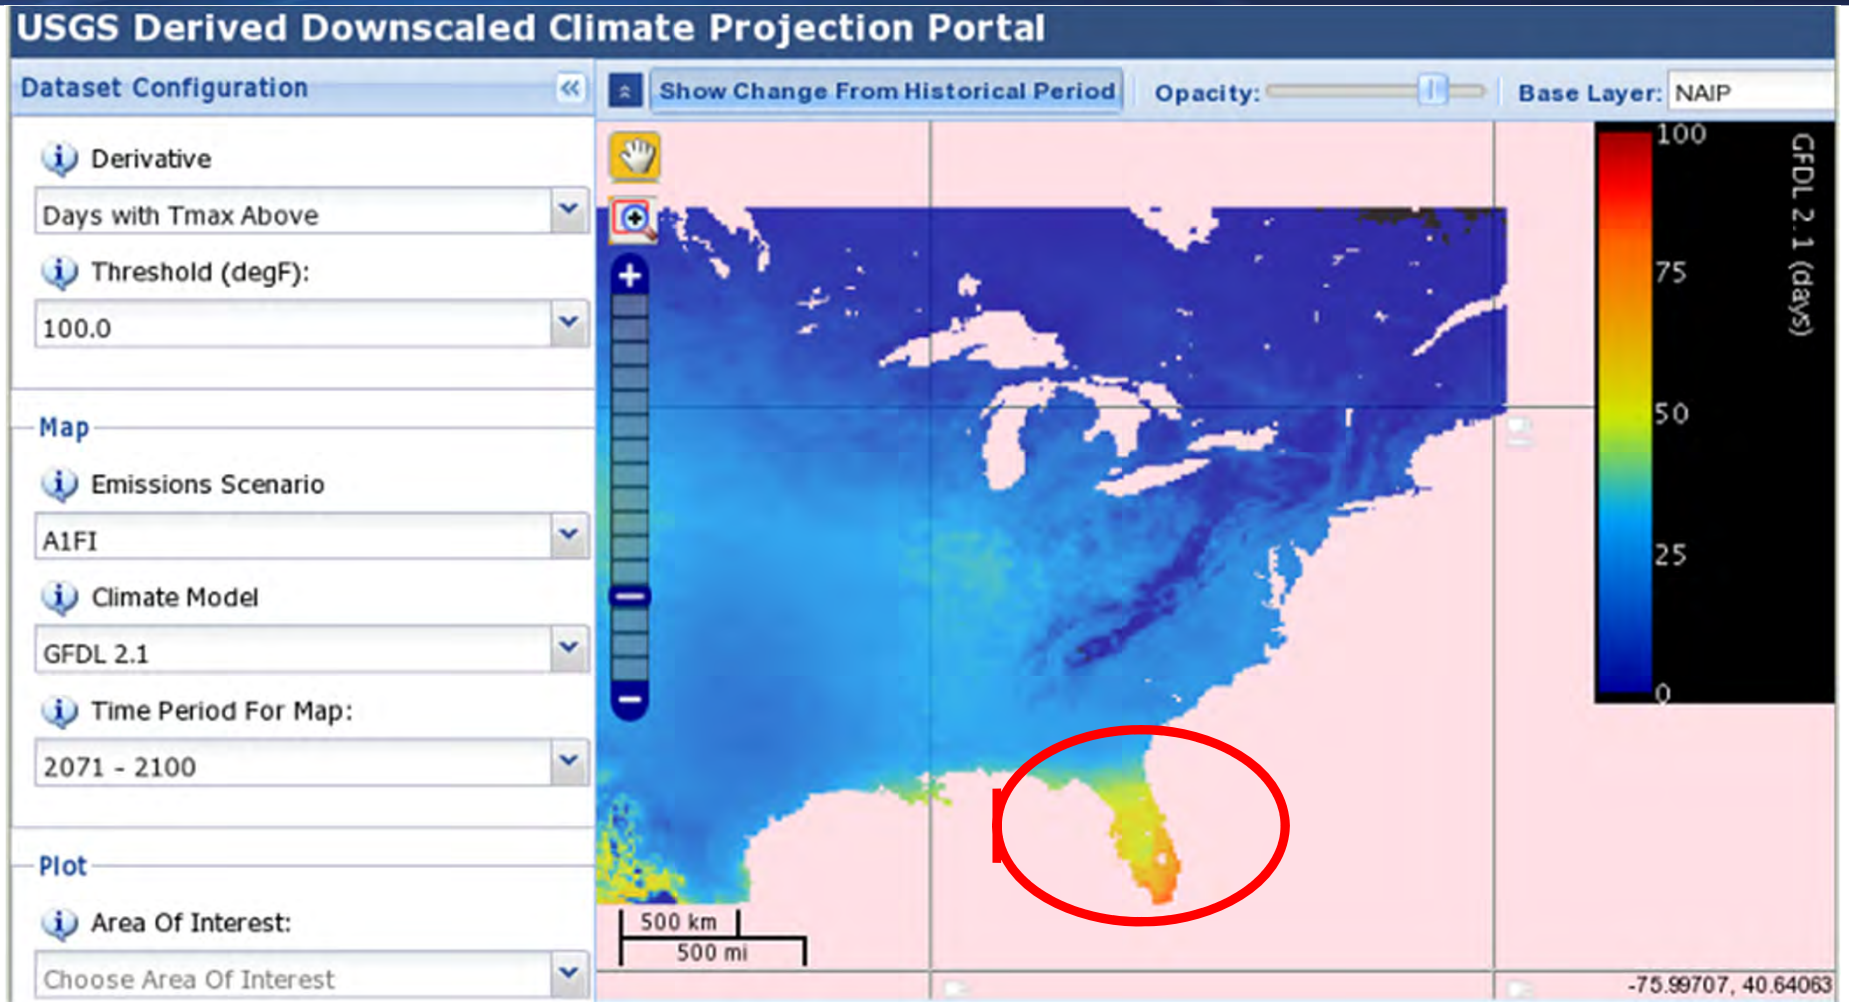 USGS Derived Downscaled Climate Projection Portal
Dataset Configuration
Show Change From Historical Period
Opacity:
Base Layer: NAIP
Derivative
Days with Tmax Above
Threshold (degF):
100.0
Map
Emissions Scenario
A1FI
Climate Model
GFDL 2.1
Time Period For Map:
2071 - 2100
Plot
Area Of Interest:
Choose Area Of Interest
100
75
50
25
0
GFDL 2.1 (days)
500 km
500 mi
-75.99707, 40.64063